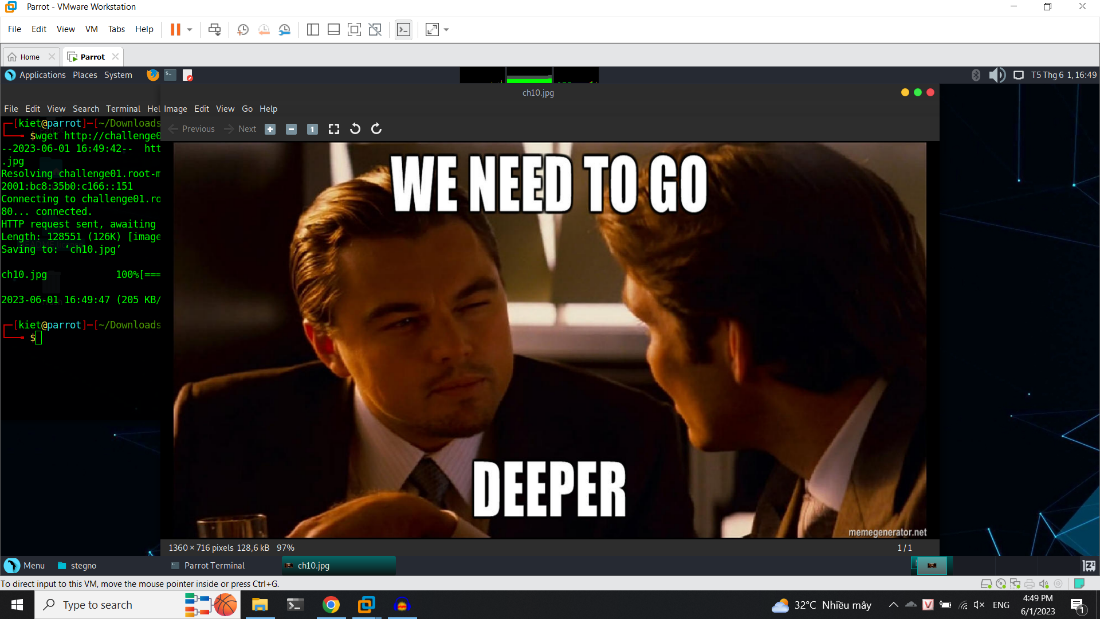 Parrot - VMware Workstation
File Edit View VM Tabs Help
Home
Parrot
Applications Places System
T5 Thg 6 1, 16:49
ch10.jpg
File Edit View Search Terminal Hel
Image Edit View Go Help
Previous Next
[kiet@parrot]-[~/Downloads
$wget http://challenge0
--2023-06-01 16:49:42-- htt
.jpg
Resolving challenge01.root-m
2001:bc8:35b0:c166::151
Connecting to challenge01.ro
80... connected.
HTTP request sent, awaiting
Length: 128551 (126K) [image
Saving to: ‘ch10.jpg’
ch10.jpg 100%[===
2023-06-01 16:49:47 (205 KB/
[kiet@parrot]-[~/Downloads
$
WE NEED TO GO
DEEPER
memegenerator.net
1360 × 716 pixels 128,6 kB 97%
1 / 1
Menu
stegno
Parrot Terminal
ch10.jpg
To direct input to this VM, move the mouse pointer inside or press Ctrl+G.
Type to search
32°C Nhiều mây
ENG
4:49 PM
6/1/2023
1